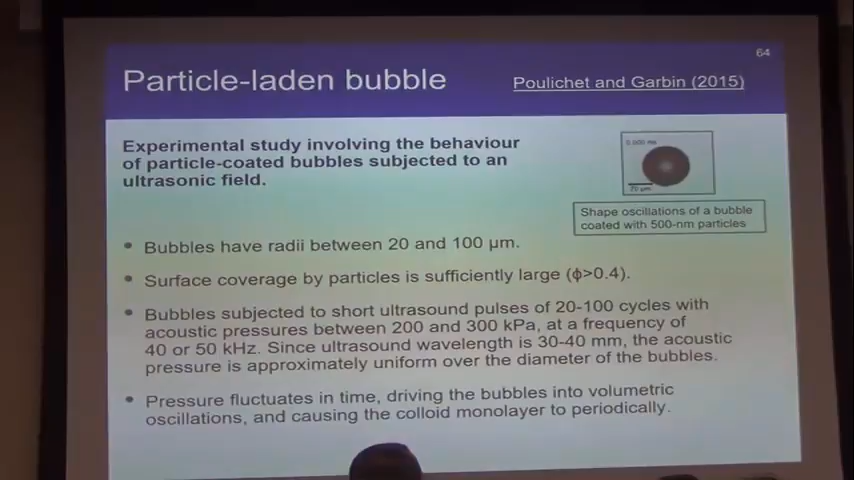 64
Particle-laden bubble
Poulichet and Garbin (2015)
Experimental study involving the behaviour
of particle-coated bubbles subjected to an
ultrasonic field.
Shape oscillations of a bubble
coated with 500-nm particles
• Bubbles have radii between 20 and 100 μm.
• Surface coverage by particles is sufficiently large (ϕ>0.4).
• Bubbles subjected to short ultrasound pulses of 20-100 cycles with
acoustic pressures between 200 and 300 kPa, at a frequency of
40 or 50 kHz. Since ultrasound wavelength is 30-40 mm, the acoustic
pressure is approximately uniform over the diameter of the bubbles.
• Pressure fluctuates in time, driving the bubbles into volumetric
oscillations, and causing the colloid monolayer to periodically.